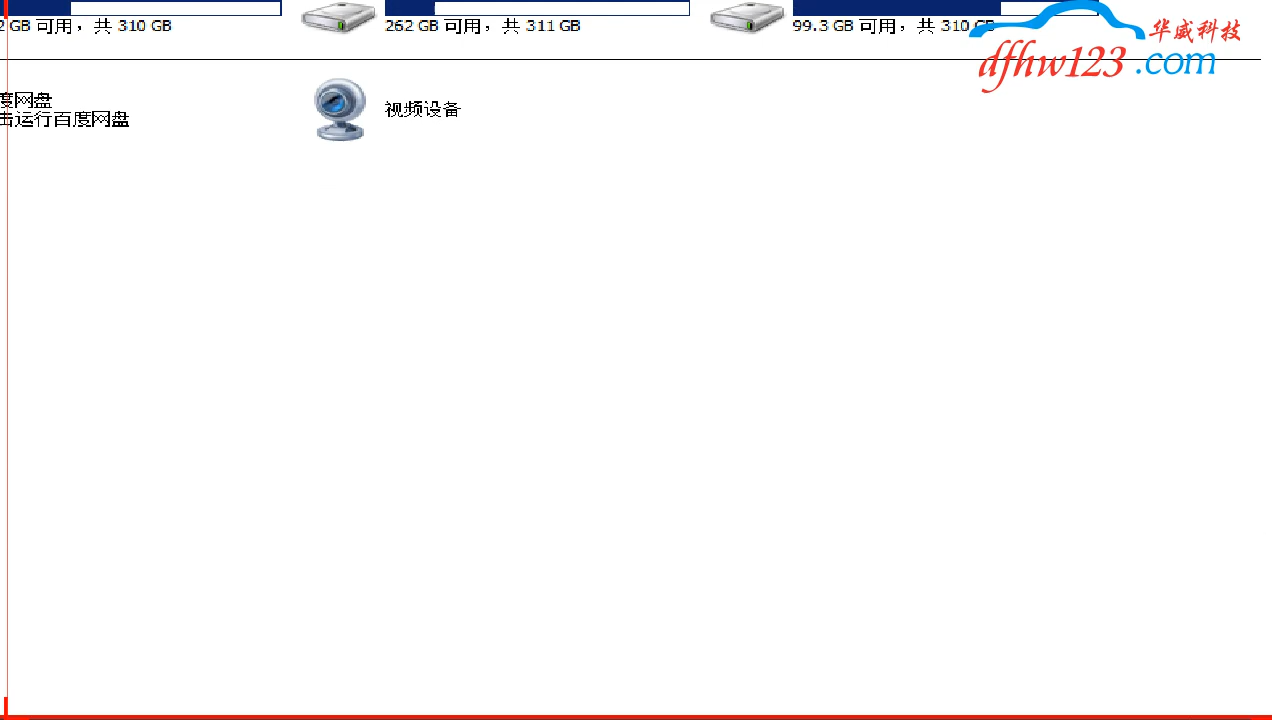 2 GB 可用，共 310 GB
262 GB 可用，共 311 GB
99.3 GB 可用，共 310 GB
华威科技
dfhw123.com
度网盘
击运行百度网盘
视频设备